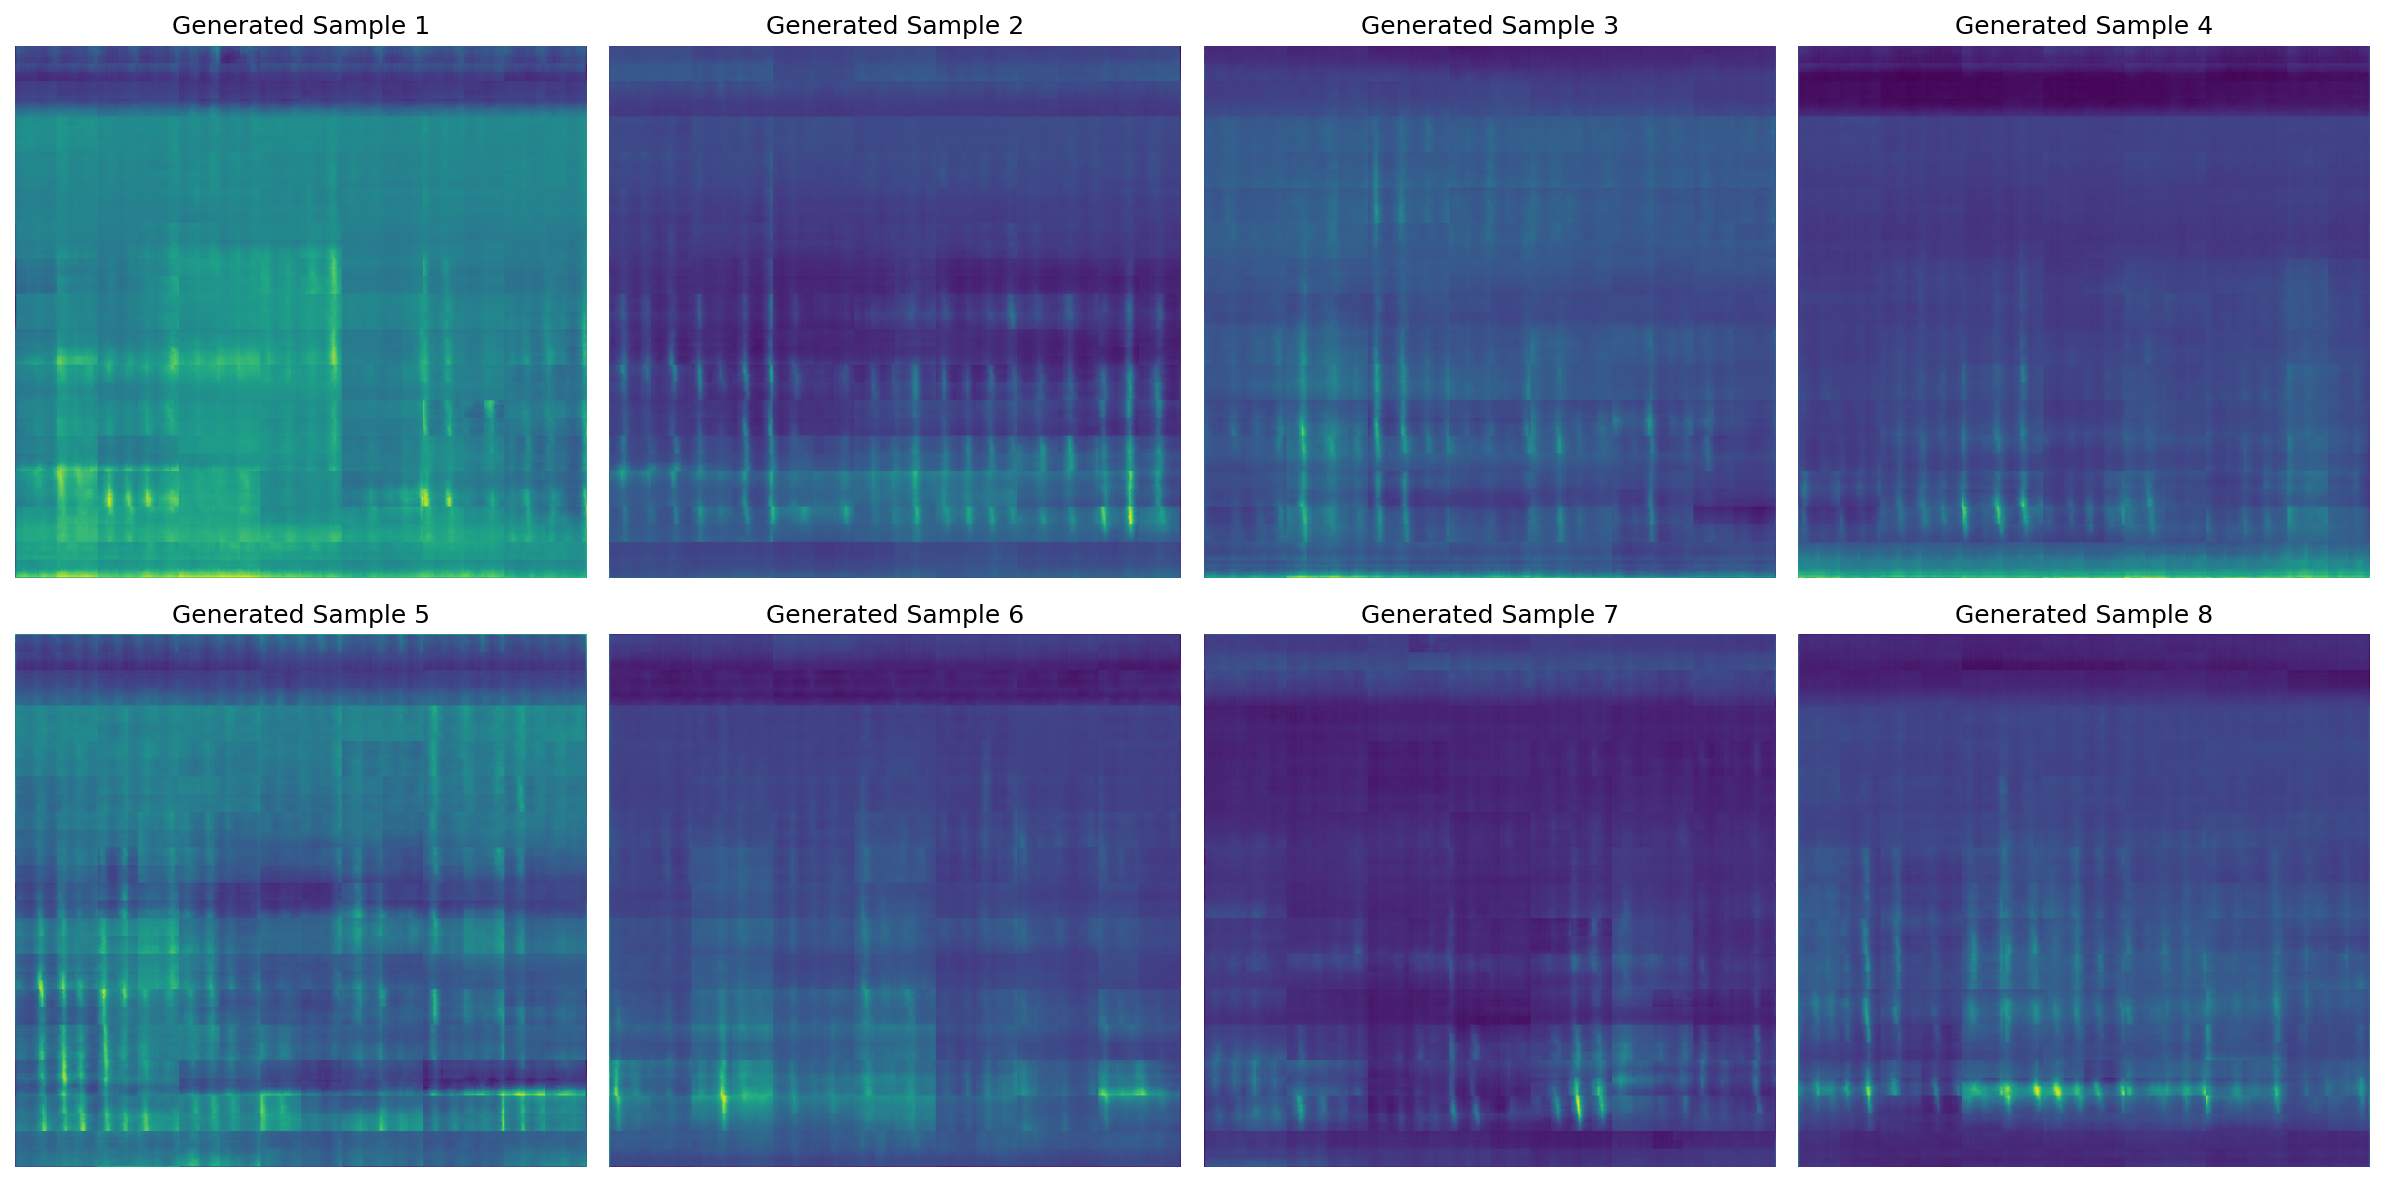 Generated Sample 1
Generated Sample 2
Generated Sample 3
Generated Sample 4
Generated Sample 5
Generated Sample 6
Generated Sample 7
Generated Sample 8